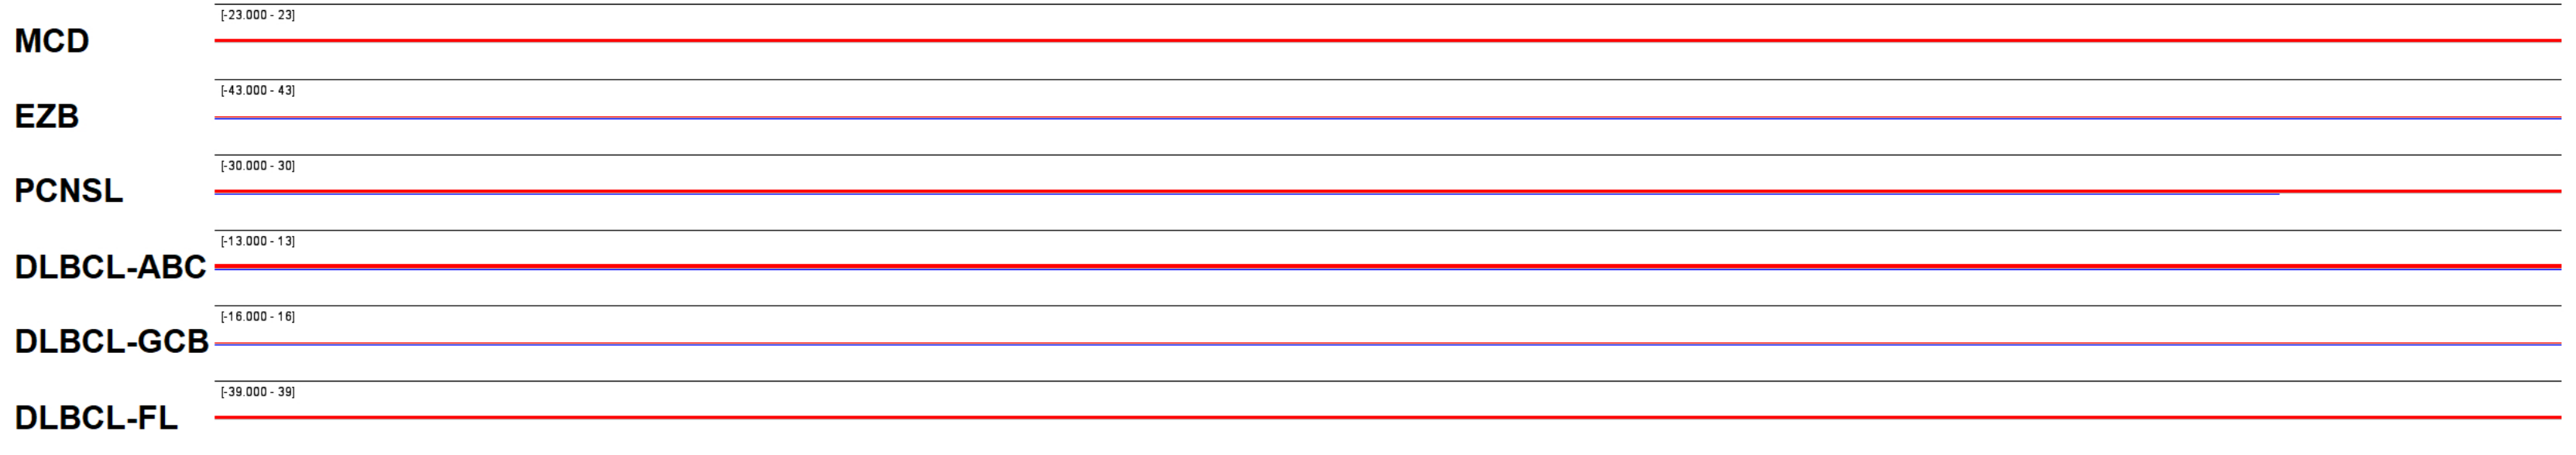 [-23.000 - 23]
MCD
[-43.000 - 43]
EZB
[-30.000 - 30]
PCNSL
[-13.000 - 13]
DLBCL-ABC
[-16.000 - 16]
DLBCL-GCB
[-39.000 - 39]
DLBCL-FL